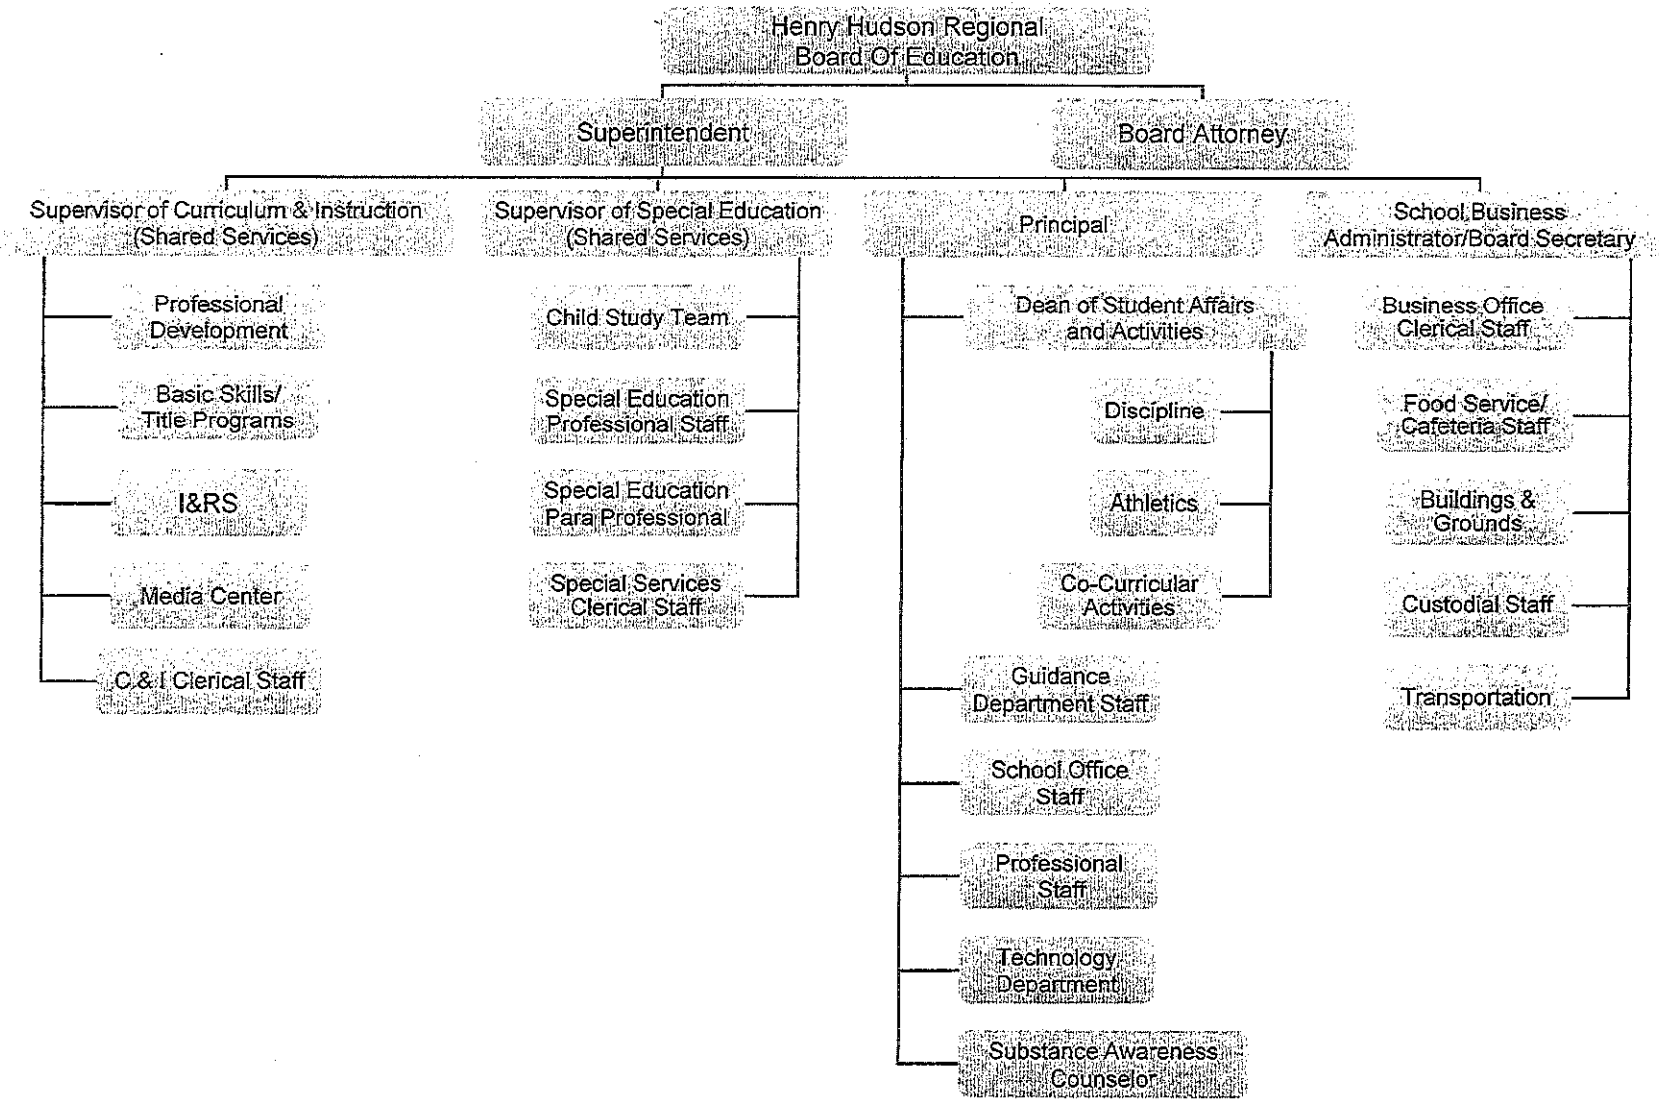 Henry Hudson Regional
Board Of Education
Superintendent
Board Attorney
Supervisor of Curriculum & Instruction
(Shared Services)
Supervisor of Special Education
(Shared Services)
Principal
School Business
Administrator/Board Secretary
Professional
Development
Basic Skills/
Title Programs
I&RS
Media Center
C & I Clerical Staff
Child Study Team
Special Education
Professional Staff
Special Education
Para Professional
Special Services
Clerical Staff
Dean of Student Affairs
and Activities
Discipline
Athletics
Co-Curricular
Activities
Guidance
Department Staff
School Office
Staff
Professional
Staff
Technology
Department
Substance Awareness
Counselor
Business Office
Clerical Staff
Food Service/
Cafeteria Staff
Buildings &
Grounds
Custodial Staff
Transportation